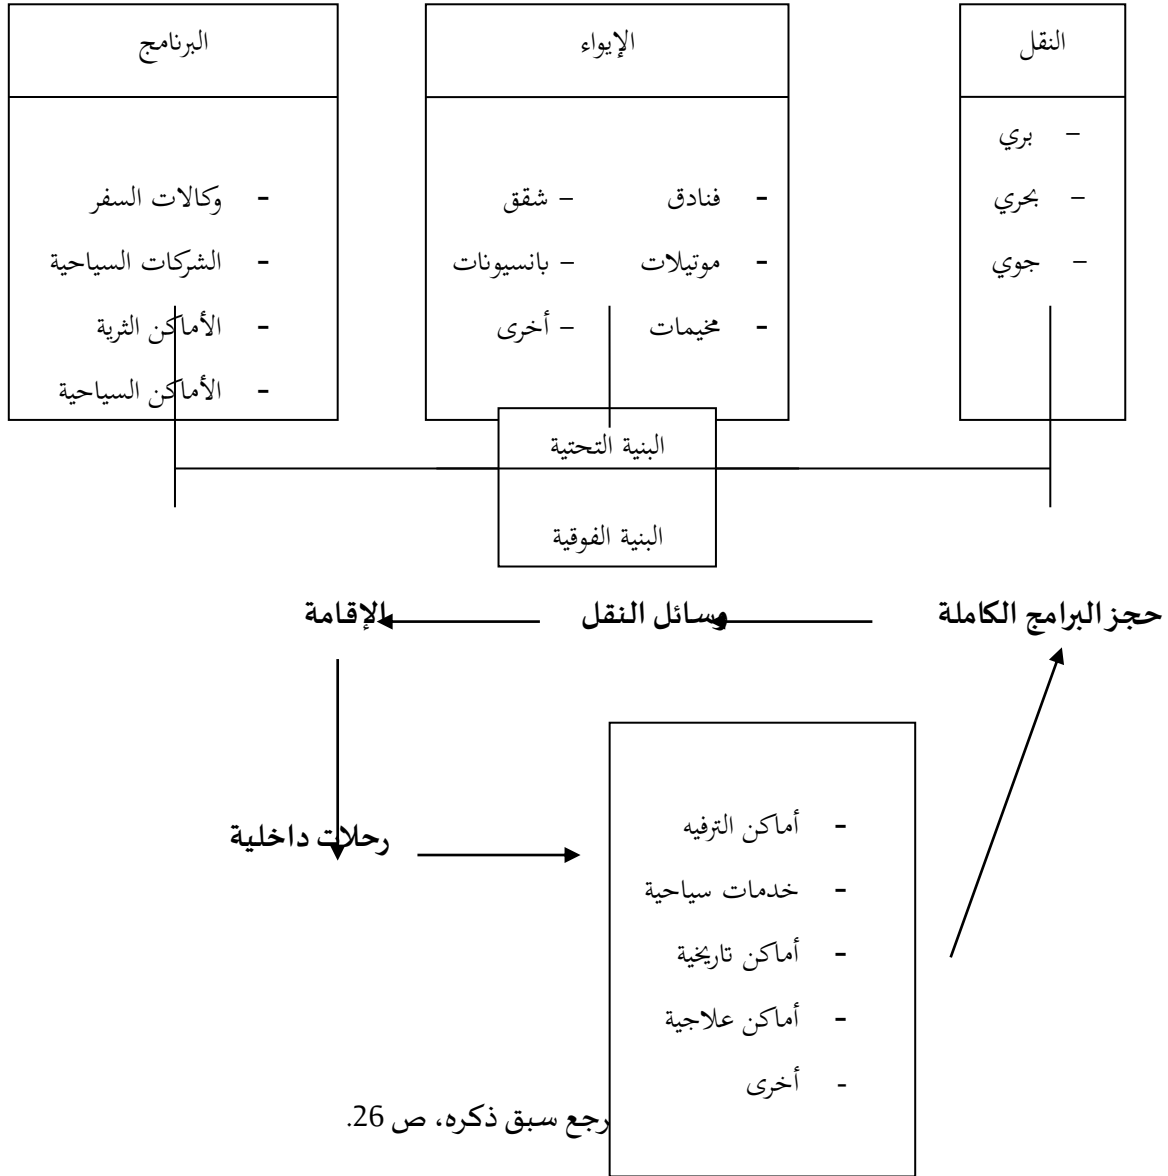 النقل
– بري
– بحري
– جوي
الإيواء
- فنادق – شقق
- موتيلات – بانسيونات
- مخيمات – أخرى
البرنامج
- وكالات السفر
- الشركات السياحية
- الأماكن الثرية
- الأماكن السياحية
البنية التحتية
البنية الفوقية
حجز البرامج الكاملة
وسائل النقل
الإقامة
رحلات داخلية
- أماكن الترفيه
- خدمات سياحية
- أماكن تاريخية
- أماكن علاجية
- أخرى
رجع سبق ذكره، ص 26.